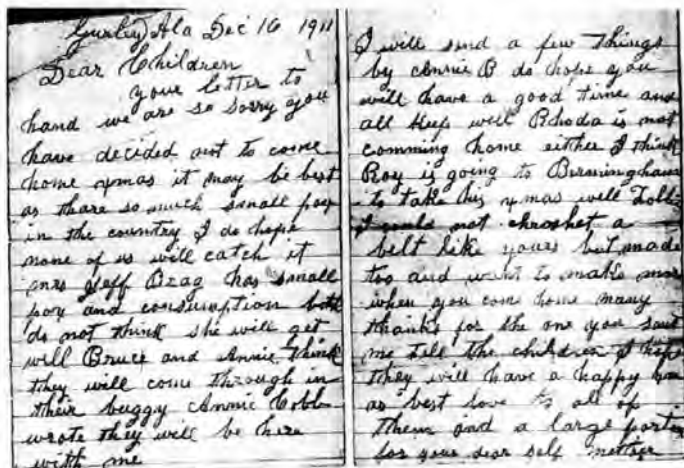 Gurley Ala Dec 16 1911
Dear Children
your letter to
hand we are so sorry you
have decided not to come
home xmas it may be best
as thare so much small pox
in the country I do hope
none of us will catch it
mrs Jeff has small
pox and consumption both
do not think she will get
well Bruce and Annie think
they will come through in
their buggy Annie
wrote they will be here
with me
I will send a few things
by Annie B do hope you
will have a good time and
all keep well Rhoda is not
comming home either I think
Roy is going to Birmingham
to take his xmas well
I could not chroshet a
belt like yours but made
too and want to make more
when you come home many
thanks for the one you sent
me tell the children I hope
they will have a happy
as best love to all of
them and a large
for your dear self